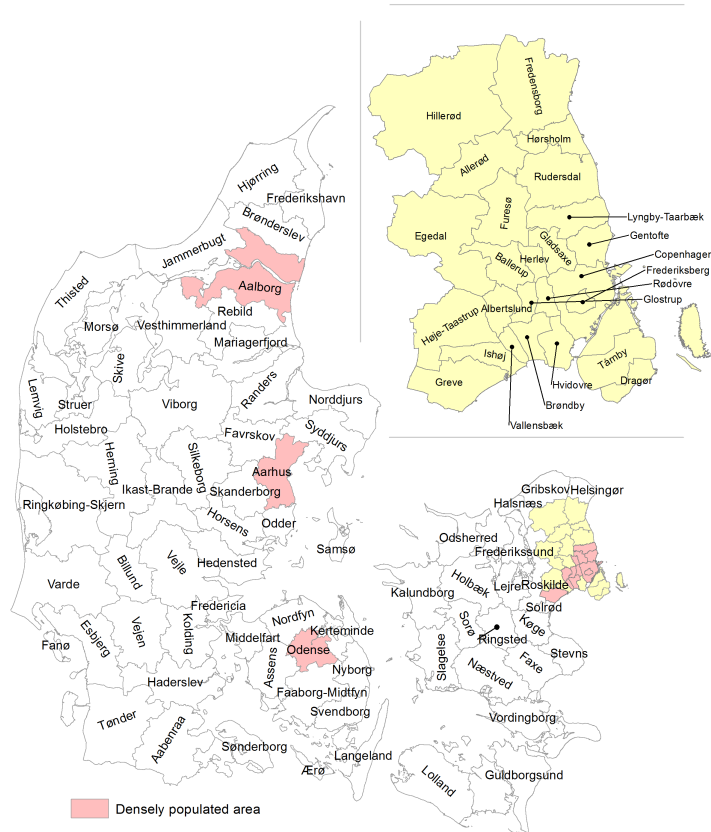 Fredensborg
Hillerød
Hørsholm
Allerød
Rudersdal
Furesø
Lyngby-Taarbæk
Egedal
Gladsaxe
Gentofte
Ballerup
Herlev
Copenhager
Frederiksberg
Rødovre
Albertslund
Glostrup
Høje-Taastrup
Ishøj
Tårnby
Greve
Hvidovre
Dragør
Brøndby
Vallensbæk
Hjørring
Frederikshavn
Brønderslev
Jammerbugt
Thisted
Aalborg
Rebild
Morsø
Vesthimmerland
Mariagerfjord
Skive
Lemvig
Struer
Viborg
Randers
Norddjurs
Holstebro
Favrskov
Syddjurs
Herning
Silkeborg
Aarhus
Ikast-Brande
Skanderborg
Ringkøbing-Skjern
Horsens
Odder
Samsø
Hedensted
Vejle
Billund
Varde
Fredericia
Nordfyn
Kerteminde
Middelfart
Kolding
Vejen
Esbjerg
Fanø
Odense
Assens
Nyborg
Haderslev
Faaborg-Midtfyn
Svendborg
Tønder
Aabenraa
Sønderborg
Langeland
Ærø
Gribskov
Helsingør
Halsnæs
Odsherred
Frederikssund
Holbæk
Lejre
Roskilde
Kalundborg
Solrød
Sorø
Køge
Ringsted
Slagelse
Stevns
Faxe
Næstved
Vordingborg
Lolland
Guldborgsund
Densely populated area